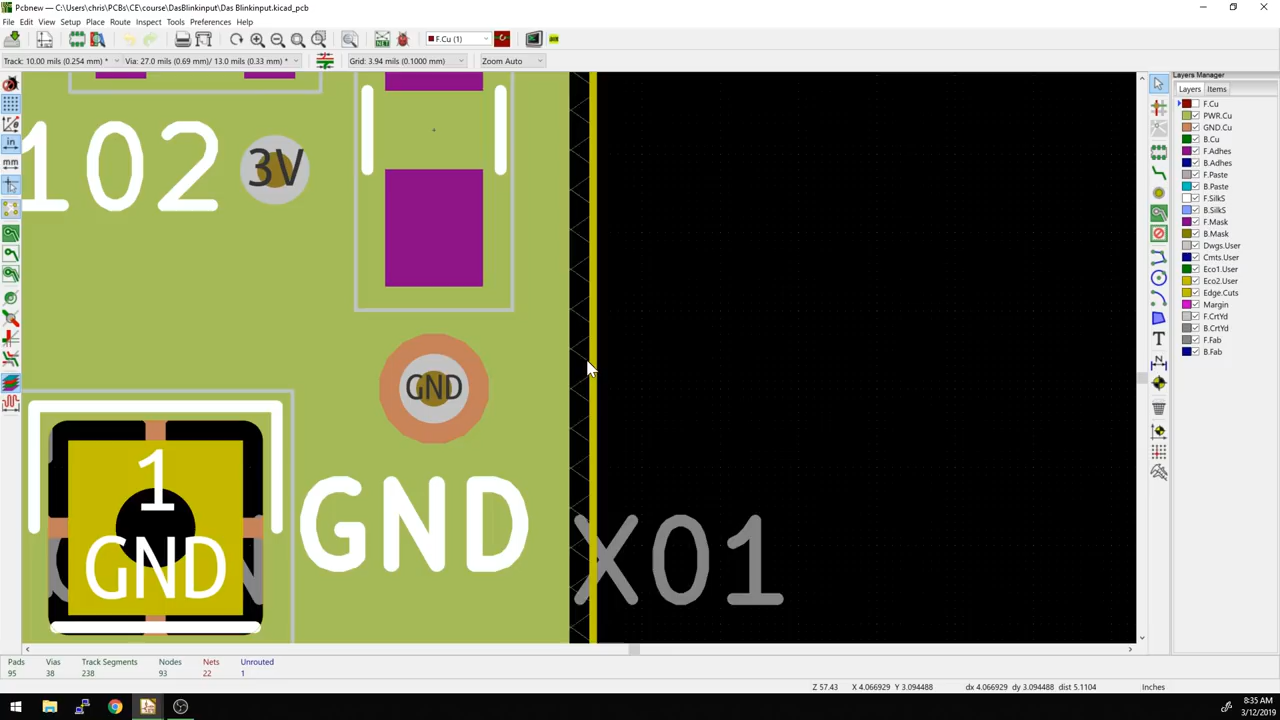 Pcbnew — C:\Users\chris\PCBs\CE\course\DasBlinkinput\Das Blinkinput.kicad_pcb
File Edit View Setup Place Route Inspect Tools Preferences Help
F.Cu (1)
Track: 10.00 mils (0.254 mm) * Via: 27.0 mils (0.69 mm)/ 13.0 mils (0.33 mm) * Grid: 3.94 mils (0.1000 mm) Zoom Auto
Layers Manager
Layers Items
F.Cu
PWR.Cu
GND.Cu
B.Cu
F.Adhes
B.Adhes
F.Paste
B.Paste
F.SilkS
B.SilkS
F.Mask
B.Mask
Dwgs.User
Cmts.User
Eco1.User
Eco2.User
Edge.Cuts
Margin
F.CrtYd
B.CrtYd
F.Fab
B.Fab
in
mm
102
3V
GND
1
GND
GND
X01
Pads Vias Track Segments Nodes Nets Unrouted
95 38 238 93 22 1
Z 57.43 X 4.066929 Y 3.094488 dx 4.066929 dy 3.094488 dist 5.1104 Inches
8:35 AM
3/12/2019